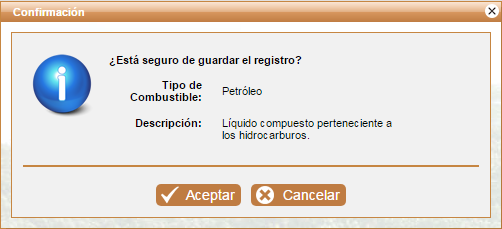 Confirmación
¿Está seguro de guardar el registro?
Tipo de
Combustible:
Petróleo
Descripción:
Líquido compuesto perteneciente a
los hidrocarburos.
Aceptar
Cancelar